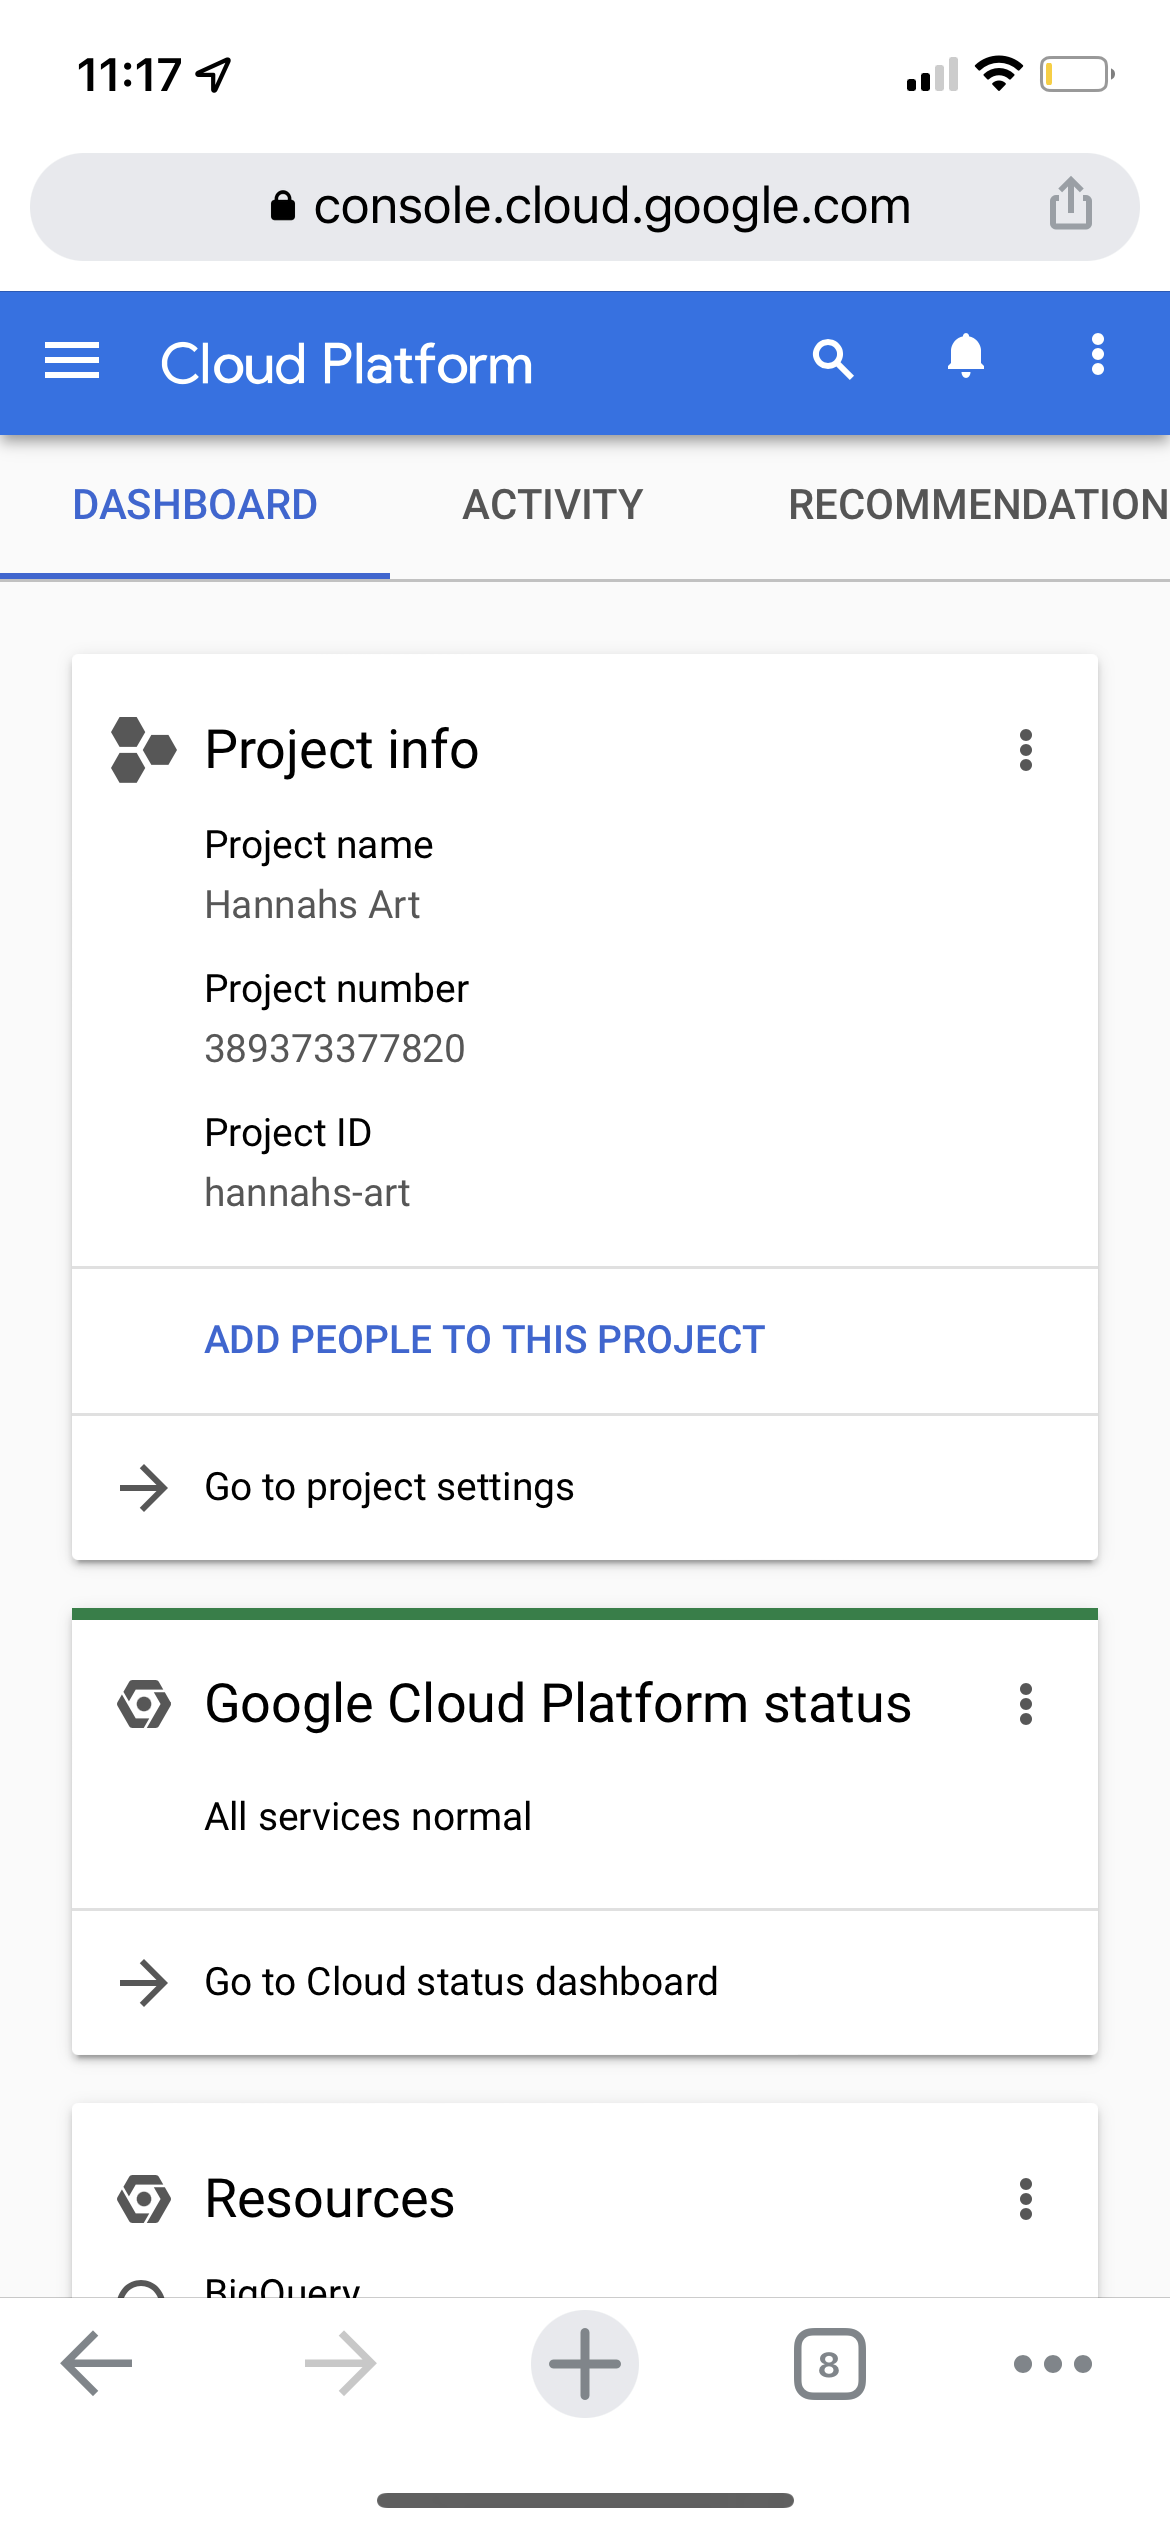 11:17
console.cloud.google.com
Cloud Platform
DASHBOARD ACTIVITY RECOMMENDATION
Project info
Project name
Hannahs Art
Project number
389373377820
Project ID
hannahs-art
ADD PEOPLE TO THIS PROJECT
Go to project settings
Google Cloud Platform status
All services normal
Go to Cloud status dashboard
Resources
BigQuery
8